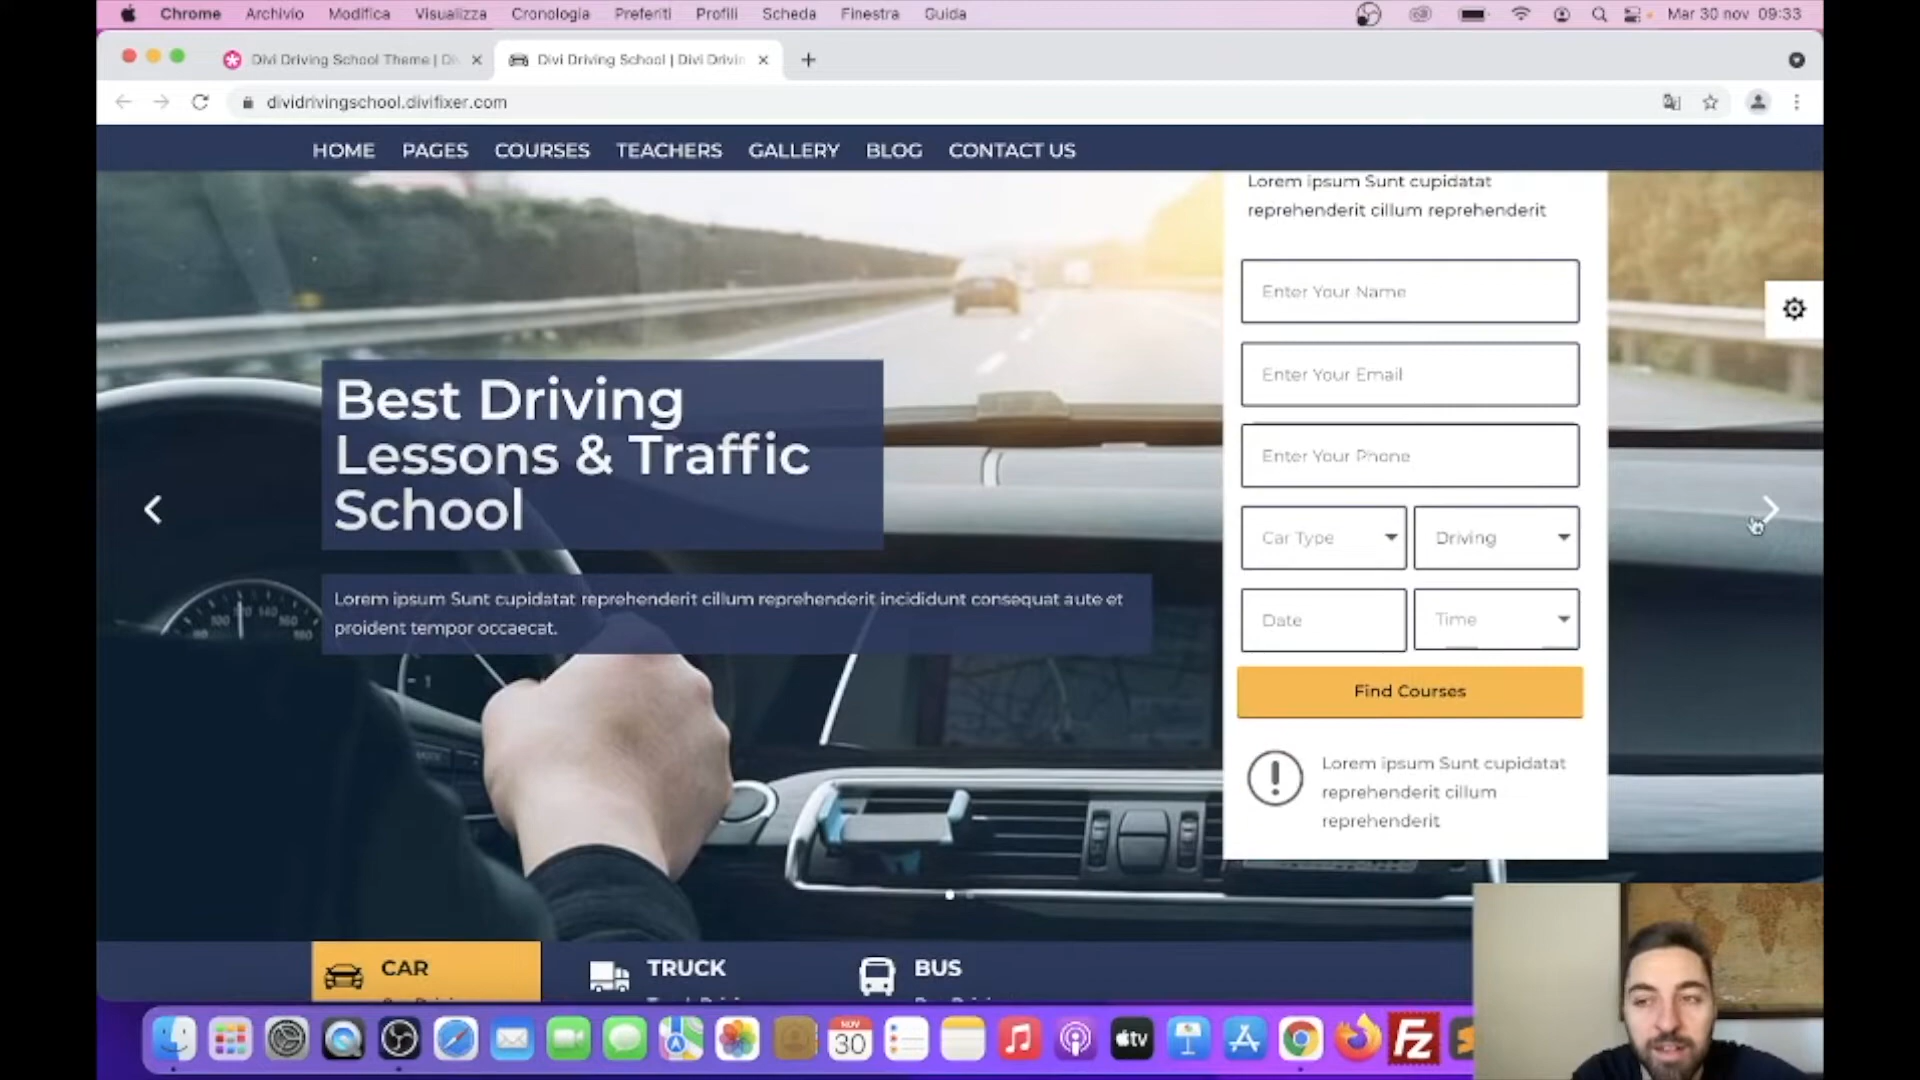 Chrome Archivio Modifica Visualizza Cronologia Preferiti Profili Scheda Finestra Guida Mar 30 nov 09:33
Divi Driving School Theme | Di Divi Driving School | Divi Drivin
dividrivingschool.divifixer.com
HOME PAGES COURSES TEACHERS GALLERY BLOG CONTACT US
Lorem ipsum Sunt cupidatat
reprehenderit cillum reprehenderit
Enter Your Name
Enter Your Email
Enter Your Phone
Car Type Driving
Date Time
Find Courses
Lorem ipsum Sunt cupidatat
reprehenderit cillum
reprehenderit
Best Driving
Lessons & Traffic
School
Lorem ipsum Sunt cupidatat reprehenderit cillum reprehenderit incididunt consequat aute et
proident tempor occaecat.
CAR TRUCK BUS
NOV
30
tv
FZ